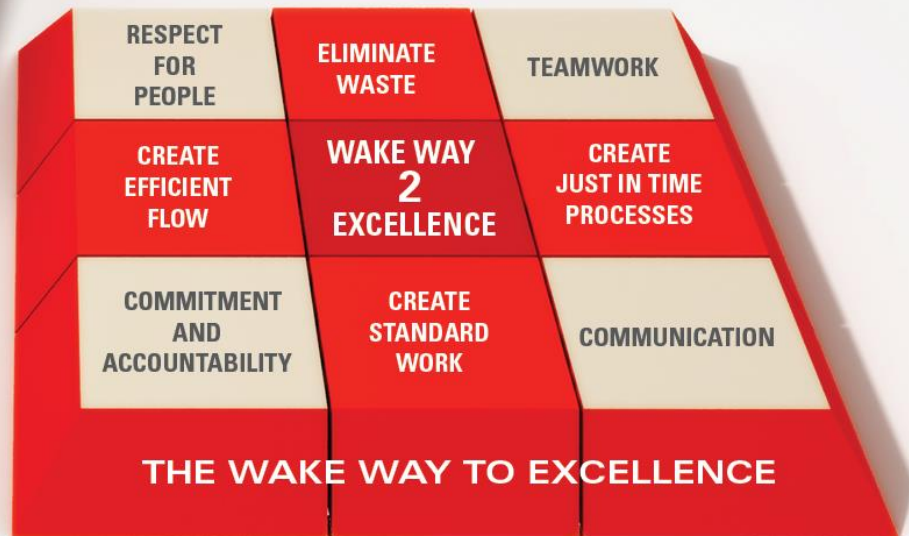 RESPECT
FOR
PEOPLE
ELIMINATE
WASTE
TEAMWORK
CREATE
EFFICIENT
FLOW
WAKE WAY
2
EXCELLENCE
CREATE
JUST IN TIME
PROCESSES
COMMITMENT
AND
ACCOUNTABILITY
CREATE
STANDARD
WORK
COMMUNICATION
THE WAKE WAY TO EXCELLENCE